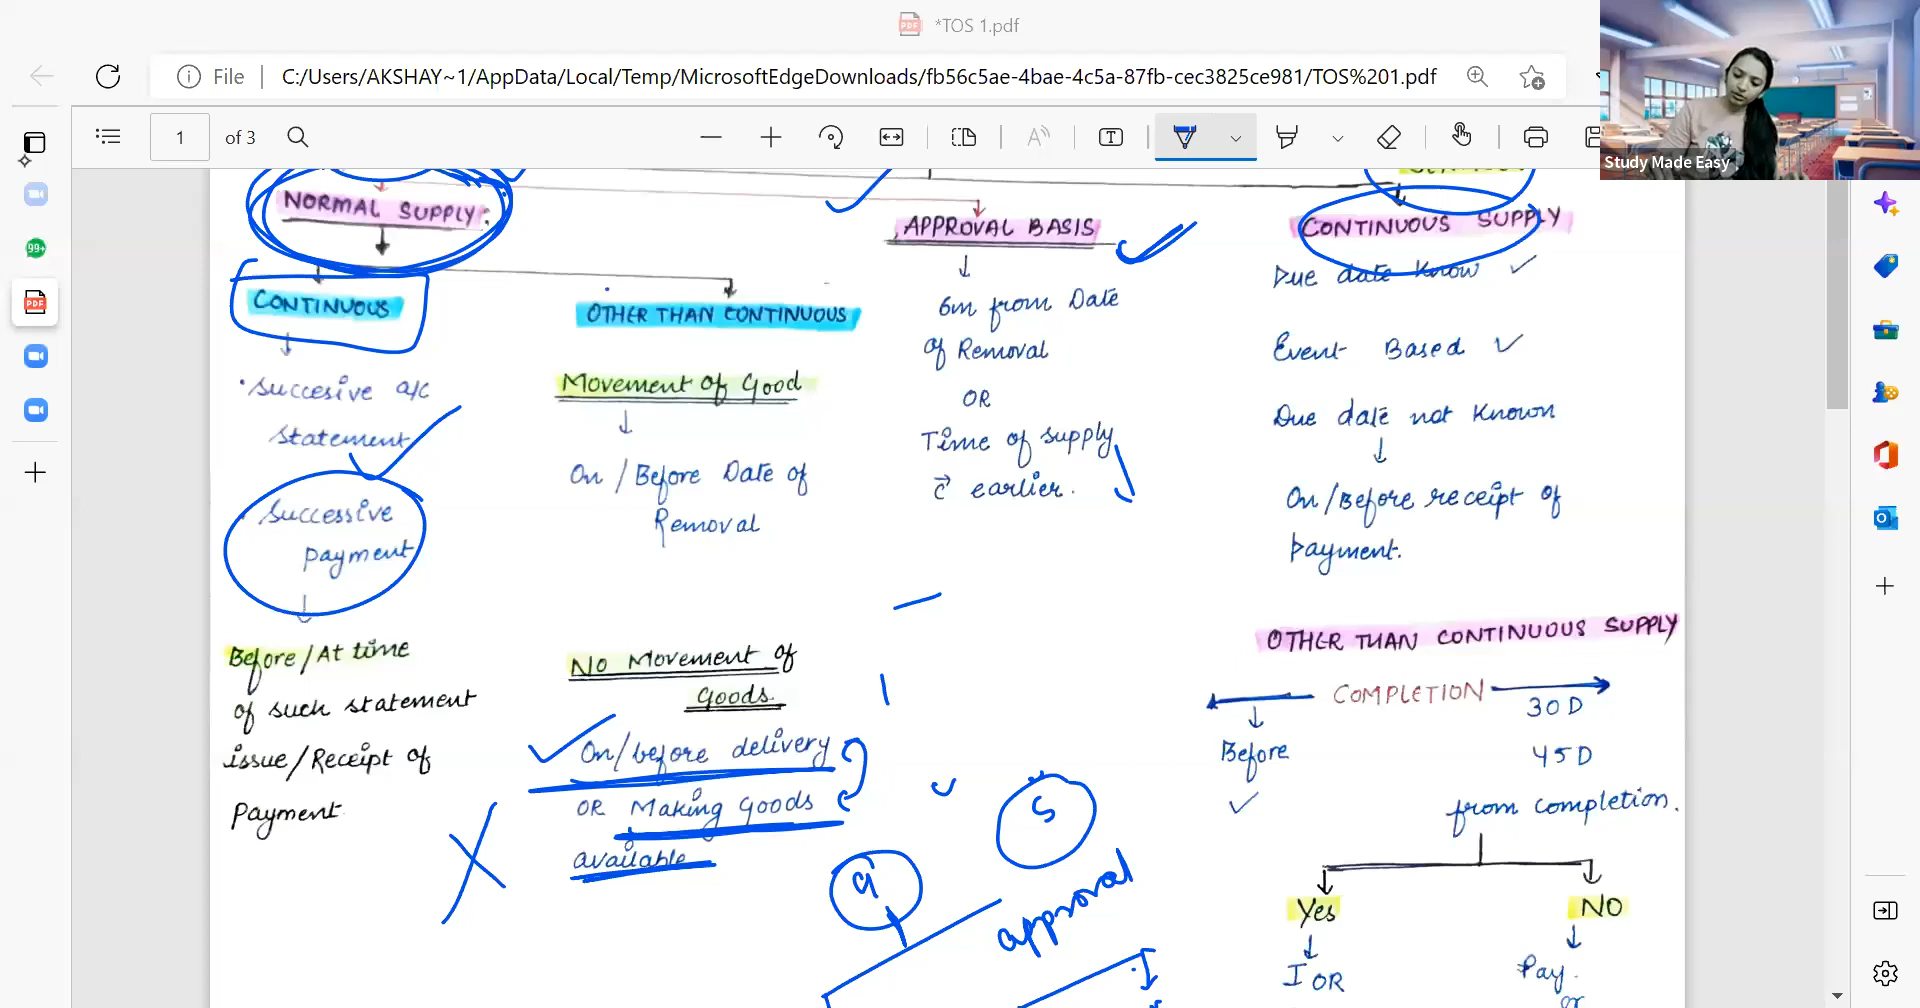 *TOS 1.pdf
File
C:/Users/AKSHAY~1/AppData/Local/Temp/MicrosoftEdgeDownloads/fb56c5ae-4bae-4c5a-87fb-cec3825ce981/TOS%201.pdf
1 of 3
Study Made Easy
99+
NORMAL SUPPLY:
CONTINUOUS
Succesive a/c
Statement
Successive
payment
Before/At time
of such statement
issue/Receipt of
Payment.
OTHER THAN CONTINUOUS
Movement of Good
On / Before Date of
Removal
No Movement of
Goods.
On/before delivery
OR Making goods
available
APPROVAL BASIS
6m from Date
of Removal
OR
Time of supply
c earlier.
G
S
approval
CONTINUOUS SUPPLY
Due date Know
Event Based
Due date not Known
On/Before receipt of
payment.
OTHER THAN CONTINUOUS SUPPLY
COMPLETION
30 D
Before
45 D
from completion.
Yes
NO
I OR
Pay.
or